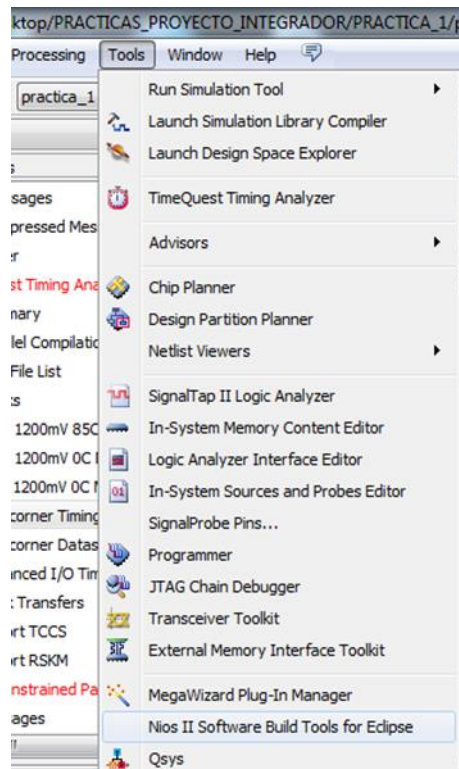 ktop/PRACTICAS_PROYECTO_INTEGRADOR/PRACTICA_1/p
Processing Tools Window Help
practica_1
Run Simulation Tool
Launch Simulation Library Compiler
Launch Design Space Explorer
sages
TimeQuest Timing Analyzer
pressed Mes
Advisors
st Timing Ana
Chip Planner
mary
Design Partition Planner
lel Compilatio
Netlist Viewers
File List
SignalTap II Logic Analyzer
1200mV 85C
In-System Memory Content Editor
1200mV 0C
Logic Analyzer Interface Editor
1200mV 0C
In-System Sources and Probes Editor
corner Timing
SignalProbe Pins...
corner Datas
Programmer
anced I/O Tim
JTAG Chain Debugger
Transfers
Transceiver Toolkit
rt TCCS
External Memory Interface Toolkit
rt RSKM
nstrained Pa
MegaWizard Plug-In Manager
ages
Nios II Software Build Tools for Eclipse
Qsys